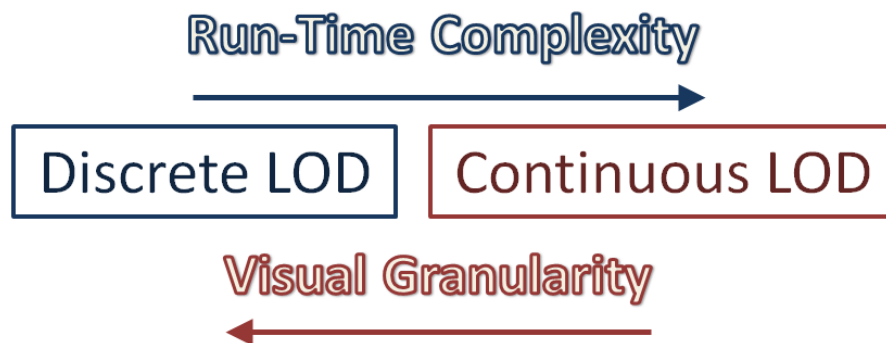 Run-Time Complexity
Discrete LOD
Continuous LOD
Visual Granularity